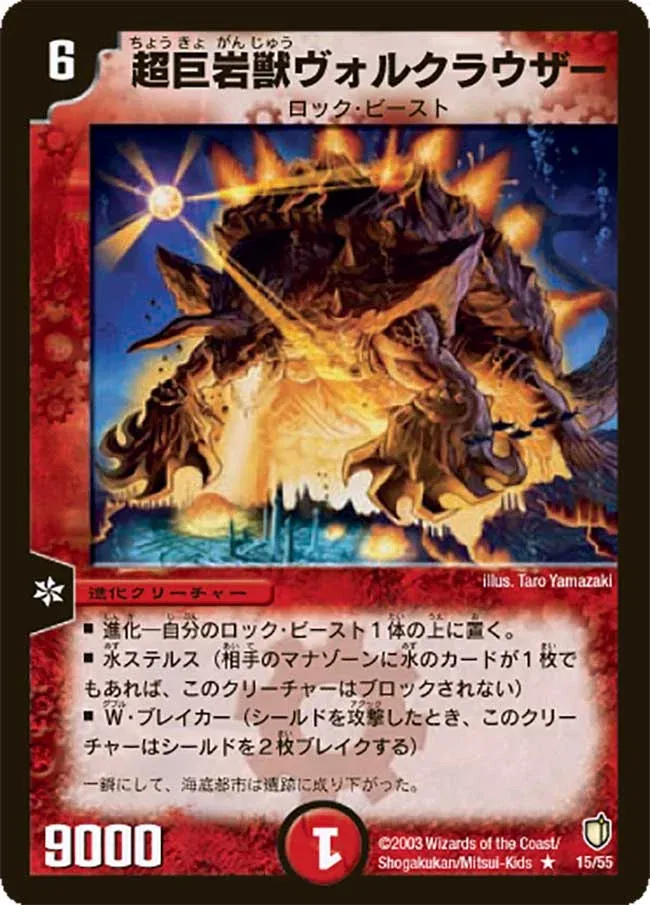 6
ちょうきょがんじゅう
超巨岩獣ヴォルクラウザー
ロック・ビースト
illus. Taro Yamazaki
進化クリーチャー
■ 進化—自分のロック・ビースト1体の上に置く。
■ 水ステルス（相手のマナゾーンに水のカードが1枚で
もあれば、このクリーチャーはブロックされない）
■ W・ブレイカー（シールドを攻撃したとき、このクリー
チャーはシールドを2枚ブレイクする）
一瞬にして、海底都市は遺跡に成り下がった。
9000
1
©2003 Wizards of the Coast/
Shogakukan/Mitsui-Kids ★ 15/55